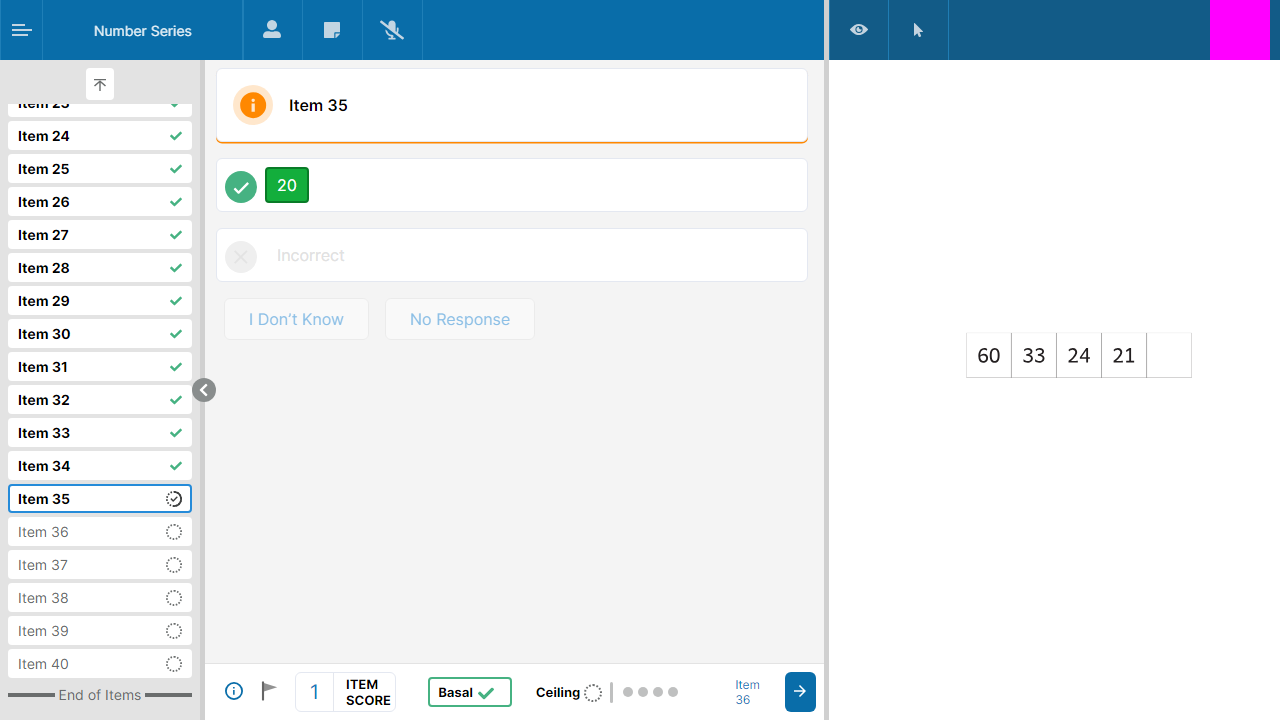 Number Series
Item 23
Item 24
Item 25
Item 26
Item 27
Item 28
Item 29
Item 30
Item 31
Item 32
Item 33
Item 34
Item 35
Item 36
Item 37
Item 38
Item 39
Item 40
End of Items
Item 35
20
Incorrect
I Don't Know
No Response
1
ITEM
SCORE
Basal
Ceiling
Item
36
60 33 24 21